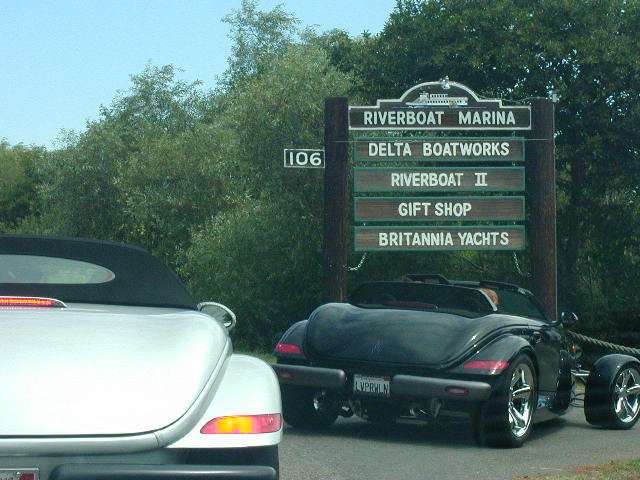 RIVERBOAT MARINA
DELTA BOATWORKS
106
RIVERBOAT II
GIFT SHOP
BRITANNIA YACHTS
LVPRWLN